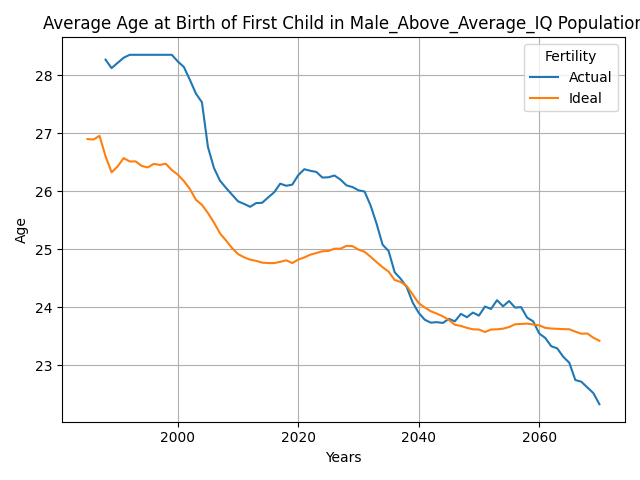 Average Age at Birth of First Child in Male_Above_Average_IQ Population
Fertility
Actual
Ideal
28
27
26
25
24
23
Age
2000 2020 2040 2060
Years